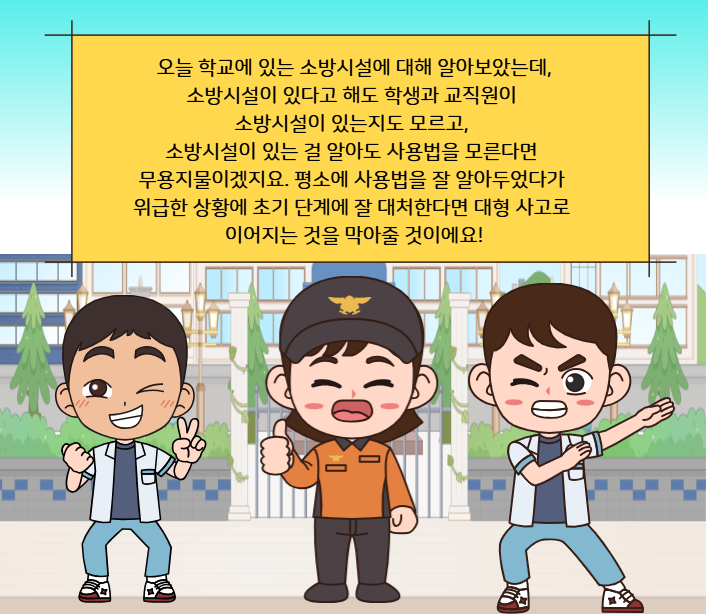 오늘 학교에 있는 소방시설에 대해 알아보았는데,
소방시설이 있다고 해도 학생과 교직원이
소방시설이 있는지도 모르고,
소방시설이 있는 걸 알아도 사용법을 모른다면
무용지물이겠지요. 평소에 사용법을 잘 알아두었다가
위급한 상황에 초기 단계에 잘 대처한다면 대형 사고로
이어지는 것을 막아줄 것이에요!